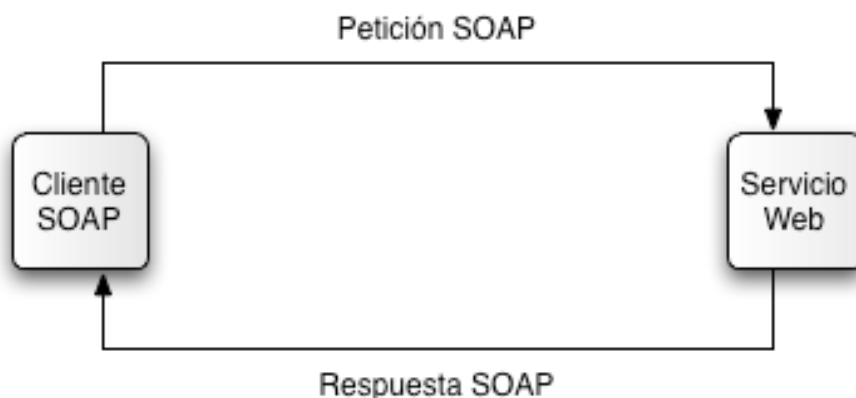 Petición SOAP
Cliente
SOAP
Servicio
Web
Respuesta SOAP